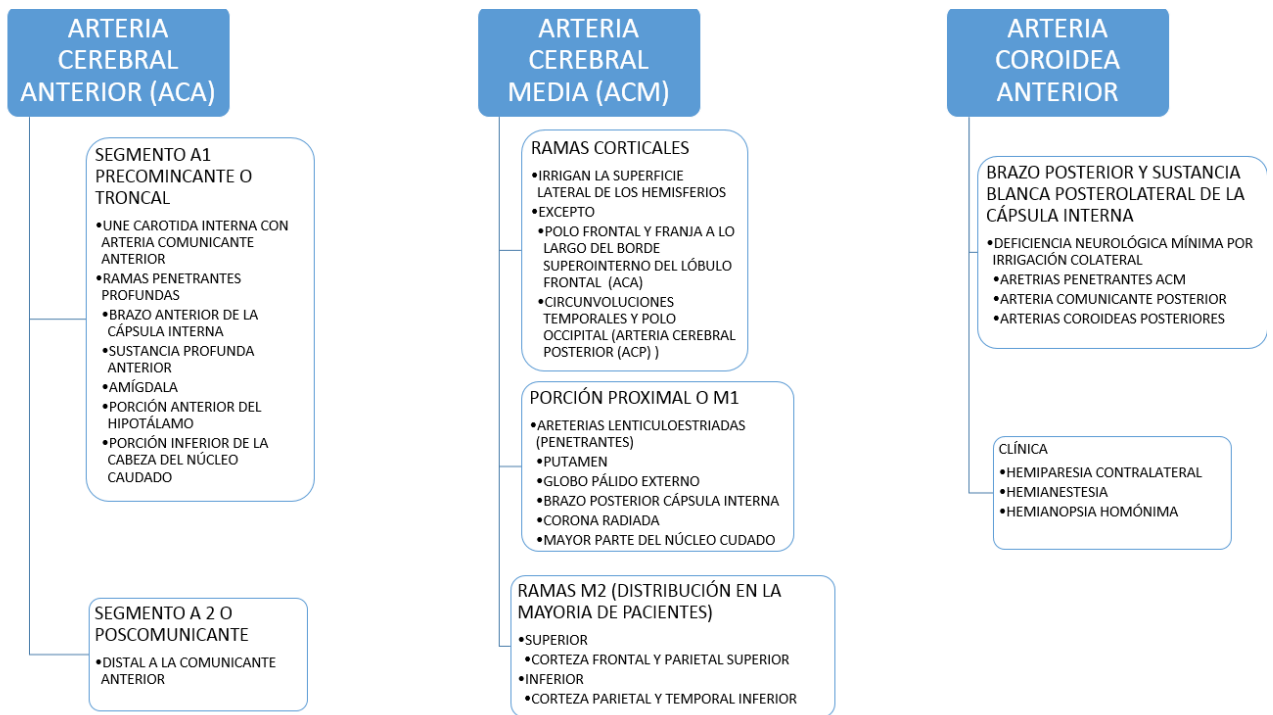 ARTERIA
CEREBRAL
ANTERIOR (ACA)
SEGMENTO A1
PRECOMINCANTE O
TRONCAL
•UNE CAROTIDA INTERNA CON
ARTERIA COMUNICANTE
ANTERIOR
•RAMAS PENETRANTES
PROFUNDAS
•BRAZO ANTERIOR DE LA
CÁPSULA INTERNA
•SUSTANCIA PROFUNDA
ANTERIOR
•AMÍGDALA
•PORCIÓN ANTERIOR DEL
HIPOTÁLAMO
•PORCIÓN INFERIOR DE LA
CABEZA DEL NÚCLEO
CAUDADO
SEGMENTO A 2 O
POSCOMUNICANTE
•DISTAL A LA COMUNICANTE
ANTERIOR
ARTERIA
CEREBRAL
MEDIA (ACM)
RAMAS CORTICALES
•IRRIGAN LA SUPERFICIE
LATERAL DE LOS HEMISFERIOS
•EXCEPTO
•POLO FRONTAL Y FRANJA A LO
LARGO DEL BORDE
SUPEROINTERNO DEL LÓBULO
FRONTAL (ACA)
•CIRCUNVOLUCIONES
TEMPORALES Y POLO
OCCIPITAL (ARTERIA CEREBRAL
POSTERIOR (ACP) )
PORCIÓN PROXIMAL O M1
•ARETERIAS LENTICULOESTRIADAS
(PENETRANTES)
•PUTAMEN
•GLOBO PÁLIDO EXTERNO
•BRAZO POSTERIOR CÁPSULA INTERNA
•CORONA RADIADA
•MAYOR PARTE DEL NÚCLEO CUDADO
RAMAS M2 (DISTRIBUCIÓN EN LA
MAYORIA DE PACIENTES)
•SUPERIOR
•CORTEZA FRONTAL Y PARIETAL SUPERIOR
•INFERIOR
•CORTEZA PARIETAL Y TEMPORAL INFERIOR
ARTERIA
COROIDEA
ANTERIOR
BRAZO POSTERIOR Y SUSTANCIA
BLANCA POSTEROLATERAL DE LA
CÁPSULA INTERNA
•DEFICIENCIA NEUROLÓGICA MÍNIMA POR
IRRIGACIÓN COLATERAL
•ARETRIAS PENETRANTES ACM
•ARTERIA COMUNICANTE POSTERIOR
•ARTERIAS COROIDEAS POSTERIORES
CLÍNICA
•HEMIPARESIA CONTRALATERAL
•HEMIANESTESIA
•HEMIANOPSIA HOMÓNIMA